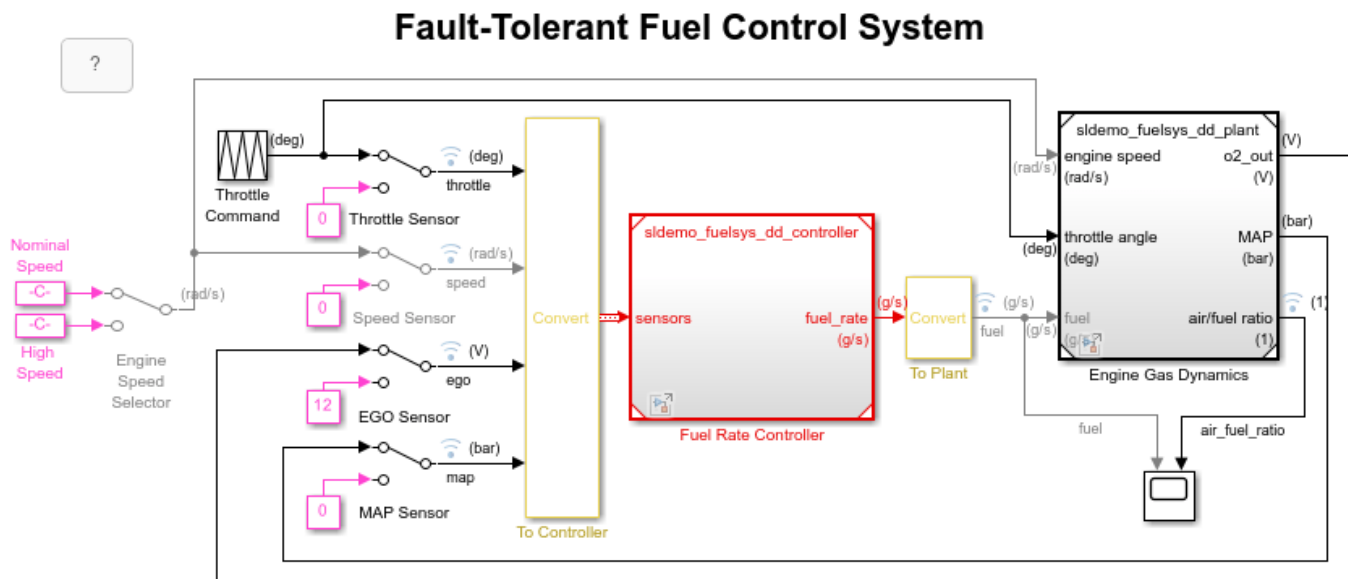 Fault-Tolerant Fuel Control System
?
(deg)
Throttle
Command
(deg)
throttle
0
Throttle Sensor
Nominal
Speed
-C-
-C-
High
Speed
(rad/s)
Engine
Speed
Selector
(rad/s)
speed
0
Speed Sensor
(V)
ego
12
EGO Sensor
(bar)
map
0
MAP Sensor
Convert
To Controller
sldemo_fuelsys_dd_controller
sensors
fuel_rate
(g/s)
Fuel Rate Controller
(g/s)
Convert
To Plant
(g/s)
fuel
(g/s)
(rad/s)
(deg)
sldemo_fuelsys_dd_plant
engine speed
(rad/s)
o2_out
(V)
throttle angle
(deg)
MAP
(bar)
fuel
(g/s)
air/fuel ratio
(1)
Engine Gas Dynamics
(V)
(bar)
(1)
fuel
air_fuel_ratio